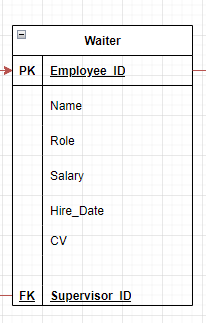 Waiter
PK Employee_ID
Name
Role
Salary
Hire_Date
CV
FK Supervisor_ID